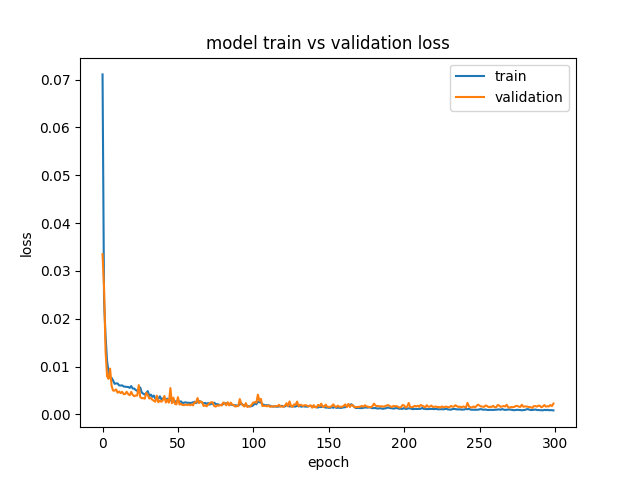 model train vs validation loss
train
validation
0.07
0.06
0.05
0.04
0.03
0.02
0.01
0.00
loss
0 50 100 150 200 250 300
epoch